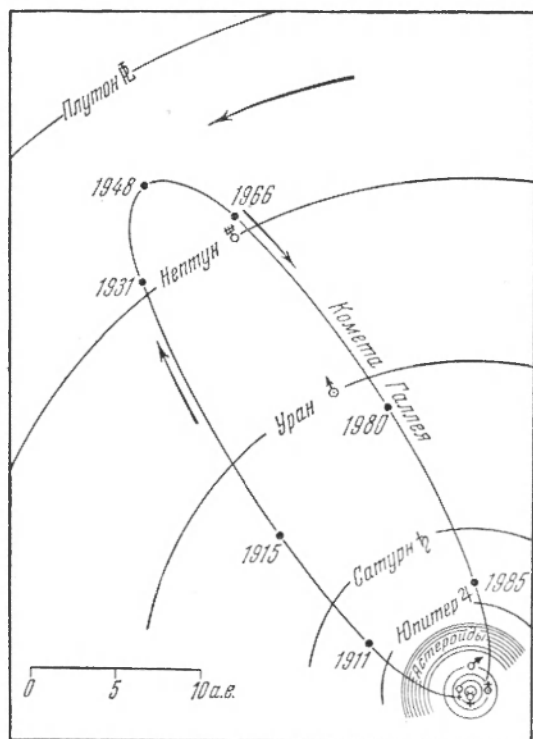 Плутон
1948
1966
Нептун
1931
Комета Галлея
Уран
1980
1915
Сатурн
1985
Юпитер
Астероиды
1911
0 5 10 а.е.